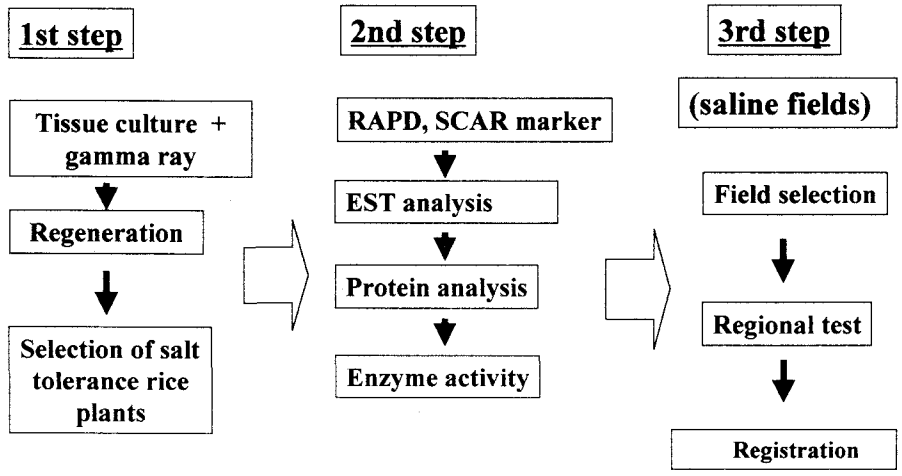 1st step
Tissue culture +
gamma ray
Regeneration
Selection of salt
tolerance rice
plants
2nd step
RAPD, SCAR marker
EST analysis
Protein analysis
Enzyme activity
3rd step
(saline fields)
Field selection
Regional test
Registration